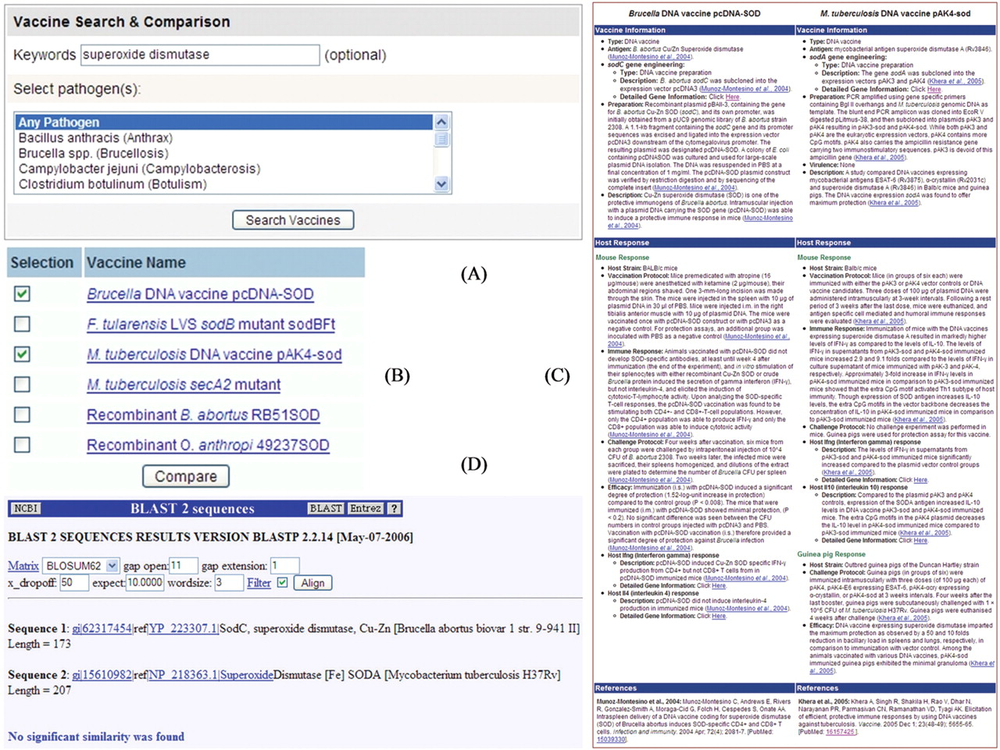 Vaccine Search & Comparison
Keywords superoxide dismutase (optional)
Select pathogen(s):
Any Pathogen
Bacillus anthracis (Anthrax)
Brucella spp. (Brucellosis)
Campylobacter jejuni (Campylobacterosis)
Clostridium botulinum (Botulism)
Search Vaccines
(A)
Selection Vaccine Name
Brucella DNA vaccine pcDNA-SOD
F. tularensis LVS sodB mutant sodBFt
M. tuberculosis DNA vaccine pAK4-sod
M. tuberculosis secA2 mutant
Recombinant B. abortus RB51SOD
Recombinant O. anthropi 49237SOD
Compare
(B)
(C)
(D)
NCBI BLAST 2 sequences BLAST Entrez ?
BLAST 2 SEQUENCES RESULTS VERSION BLASTP 2.2.14 [May-07-2006]
Matrix BLOSUM62 gap open: 11 gap extension: 1
x_dropoff: 50 expect: 10.0000 wordsize: 3 Filter Align
Sequence 1: gi|62317454|ref|YP_223307.1|SodC, superoxide dismutase, Cu-Zn [Brucella abortus biovar 1 str. 9-941 II]
Length = 173
Sequence 2: gi|15610982|ref|NP_218363.1|SuperoxideDismutase [Fe] SODA [Mycobacterium tuberculosis H37Rv]
Length = 207
No significant similarity was found
Brucella DNA vaccine pcDNA-SOD
Vaccine Information
Type: DNA vaccine
Antigen: B. abortus Cu/Zn Superoxide dismutase
(Munoz-Montesino et al., 2004).
sodC gene engineering:
Type: DNA vaccine preparation
Description: B. abortus sodC was subcloned into the
expression vector pcDNA3 (Munoz-Montesino et al., 2004).
Detailed Gene Information: Click Here.
Preparation: Recombinant plasmid pBAII-3, containing the gene
for B. abortus Cu-Zn SOD (sodC), and its own promoter, was
initially obtained from a pUC9 genomic library of B. abortus strain
2308. A 1.1-kb fragment containing the sodC gene and its promoter
sequences was excised and ligated into the expression vector
pcDNA3 downstream of the cytomegalovirus promoter. The
resulting plasmid was designated pcDNA-SOD. A colony of E. coli
containing pcDNASOD was cultured and used for large-scale
plasmid DNA isolation. The DNA was resuspended in PBS at a
final concentration of 1 mg/ml. The pcDNA-SOD plasmid construct
was verified by restriction digestion and by sequencing of the
complete insert (Munoz-Montesino et al., 2004).
Description: Cu-Zn superoxide dismutase (SOD) is one of the
protective immunogens of Brucella abortus. Intramuscular injection
with a plasmid DNA carrying the SOD gene (pcDNA-SOD) was able
to induce a protective immune response in mice (Munoz-Montesino
et al., 2004).
Host Response
Mouse Response
Host Strain: BALB/c mice
Vaccination Protocol: Mice premedicated with atropine (16
μg/mouse) were anesthetized with ketamine (2 μg/mouse), their
abdominal regions shaved. One 3-mm-long incision was made
through the skin. The mice were injected in the spleen with 10 μg of
plasmid DNA in 30 μl of PBS. Mice were injected i.m. in the right
tibialis anterior muscle with 10 μg of plasmid DNA. The mice were
vaccinated once with pcDNA-SOD construct or with pcDNA3 as a
negative control. For protection assays, an additional group was
inoculated with PBS as a negative control (Munoz-Montesino et al.,
2004).
Immune Response: Animals vaccinated with pcDNA-SOD did not
develop SOD-specific antibodies, at least until week 4 after
immunization (the end of the experiment), and in vitro stimulation of
their splenocytes with either recombinant Cu-Zn SOD or crude
Brucella protein induced the secretion of gamma interferon (IFN-γ),
but not interleukin-4, and elicited the induction of
cytotoxic-T-lymphocyte activity. Upon analyzing the SOD-specific
T-cell responses, the pcDNA-SOD vaccination was found to be
stimulating both CD4+- and CD8+-T-cell populations. However,
only the CD4+ population was able to produce IFN-γ and only the
CD8+ population was able to induce cytotoxic activity
(Munoz-Montesino et al., 2004).
Challenge Protocol: Four weeks after vaccination, six mice from
each group were challenged by intraperitoneal injection of 10^4
CFU of B. abortus 2308. Two weeks later, the infected mice were
sacrificed, their spleens homogenized, and dilutions of the extract
were plated to determine the number of Brucella CFU per spleen
(Munoz-Montesino et al., 2004).
Efficacy: Immunization (i.s.) with pcDNA-SOD induced a significant
degree of protection (1.52-log-unit increase in protection)
compared to the control group (P < 0.008). The mice that were
immunized (i.m.) with pcDNA-SOD showed minimal protection, (P
< 0.2). No significant difference was seen between the CFU
numbers in control groups injected with pcDNA3 and PBS.
Vaccination with pcDNA-SOD vaccination (i.s.) therefore provided a
significant degree of protection against Brucella infection
(Munoz-Montesino et al., 2004).
Host Ifng (Interferon gamma) response
Description: pcDNA-SOD induced Cu-Zn SOD specific IFN-γ
production from CD4+ but not CD8+ T cells from in
pcDNA-SOD immunized mice (Munoz-Montesino et al., 2004).
Detailed Gene Information: Click Here.
Host Il4 (interleukin 4) response
Description: pcDNA-SOD did not induce interleukin-4
production in immunized mice (Munoz-Montesino et al., 2004).
Detailed Gene Information: Click Here.
References
Munoz-Montesino et al., 2004: Munoz-Montesino C, Andrews E, Rivers
R, Gonzalez-Smith A, Moraga-Cid G, Folch H, Cespedes S, Onate AA.
Intraspleen delivery of a DNA vaccine coding for superoxide dismutase
(SOD) of Brucella abortus induces SOD-specific CD4+ and CD8+ T
cells. Infection and immunity. 2004 Apr; 72(4); 2081-7. [PubMed:
15039330].
M. tuberculosis DNA vaccine pAK4-sod
Vaccine Information
Type: DNA vaccine
Antigen: mycobacterial antigen superoxide dismutase A (Rv3846).
sodA gene engineering:
Type: DNA vaccine preparation
Description: The gene sodA was subcloned into the
expression vectors pAK3 and pAK4 (Khera et al., 2005).
Detailed Gene Information: Click Here.
Preparation: PCR amplified using gene specific primers
containing Bgl II overhangs and M. tuberculosis genomic DNA as
template. The blunt end PCR amplicon was cloned into EcoR V
digested pLitmus-38, and then subcloned into plasmids pAK3 and
pAK4 resulting in pAK3-sod and pAK4-sod. While both pAK3 and
pAK4 are the eukaryotic expression vectors, pAK4 contains more
CpG motifs. pAK4 also carries the ampicillin resistance gene
carrying two immunostimulatory sequences. pAK3 is devoid of this
ampicillin gene (Khera et al., 2005).
Virulence: None
Description: A study compared DNA vaccines expressing
mycobacterial antigens ESAT-6 (Rv3875), α-crystallin (Rv2031c)
and superoxide dismutase A (Rv3846) in Balb/c mice and guinea
pigs. The DNA vaccine expression sodA was found to offer
maximum protection (Khera et al., 2005).
Host Response
Mouse Response
Host Strain: Balb/c mice
Vaccination Protocol: Mice (in groups of six each) were
immunized with either the pAK3 or pAK4 vector controls or DNA
vaccine candidates. Three doses of 100 μg of plasmid DNA were
administered intramuscularly at 3-week intervals. Following a rest
period of 3 weeks after the last dose, mice were euthanized, and
antigen specific cell mediated and humoral immune responses
were evaluated (Khera et al., 2005).
Immune Response: Immunization of mice with the DNA vaccines
expressing superoxide dismutase A resulted in markedly higher
levels of IFN-γ as compared to the levels of IL-10. The levels of
IFN-γ in supernatants from pAK3-sod and pAK4-sod immunized
mice increased 2.9 and 9.1 folds compared to the levels of IFN-γ in
culture supernatant of mice immunized with pAK-3 and pAK-4,
respectively. Approximately 3-fold increase in IFN-γ levels in
pAK4-sod immunized mice in comparison to pAK3-sod immunized
mice showed that the extra CpG motif activated Th1 subtype of host
immunity. Though expression of SOD antigen increases IL-10
levels, the extra CpG motifs in the vector backbone decreases the
concentration of IL-10 in pAK4-sod immunized mice in comparison
to pAK3-sod immunized mice (Khera et al., 2005).
Challenge Protocol: No challenge experiment was performed in
mice. Guinea pigs were used for protection assay for this vaccine.
Host Ifng (Interferon gamma) response
Description: The levels of IFN-γ in supernatants from
pAK3-sod and pAK4-sod immunized mice significantly
increased compared to the plasmid vector control groups
(Khera et al., 2005).
Detailed Gene Information: Click Here.
Host Il10 (interleukin 10) response
Description: Compared to the plasmid pAK3 and pAK4
controls, expression of the SODA antigen increased IL-10
levels in DNA vaccine pAK3-sod and pAK4-sod immunized
mice. The extra CpG motifs in the pAK4 plasmid decreases
the IL-10 level in pAK4-sod immunized mice compared to
pAK3-sod immunized mice (Khera et al., 2005).
Detailed Gene Information: Click Here.
Guinea pig Response
Host Strain: Outbred guinea pigs of the Duncan Hartley strain
Challenge Protocol: Guinea pigs (in groups of six) were
immunized intramuscularly with three doses (of 100 μg each) of
pAK4, pAK4-E6 expressing ESAT-6, pAK4-αcry expressing
α-crystallin, or pAK4-sod at 3 weeks intervals. Four weeks after the
last booster, guinea pigs were subcutaneously challenged with 1 ×
10^5 CFU of M. tuberculosis H37Rv. Guinea pigs were euthanised
4 weeks after challenge (Khera et al., 2005).
Efficacy: DNA vaccine expressing superoxide dismutase imparted
the maximum protection as observed by a 50 and 10 folds
reduction in bacillary load in spleens and lungs, respectively, in
comparison to immunization with vector control. Among the
animals vaccinated with various DNA vaccines, pAK4-sod
immunized guinea pigs exhibited the minimal granuloma (Khera et
al., 2005).
References
Khera et al., 2005: Khera A, Singh R, Shakila H, Rao V, Dhar N,
Narayanan PR, Parmasivan CN, Ramanathan VD, Tyagi AK. Elicitation
of efficient, protective immune responses by using DNA vaccines
against tuberculosis. Vaccine. 2005 Dec 1; 23(48-49); 5655-65.
[PubMed: 16157425].